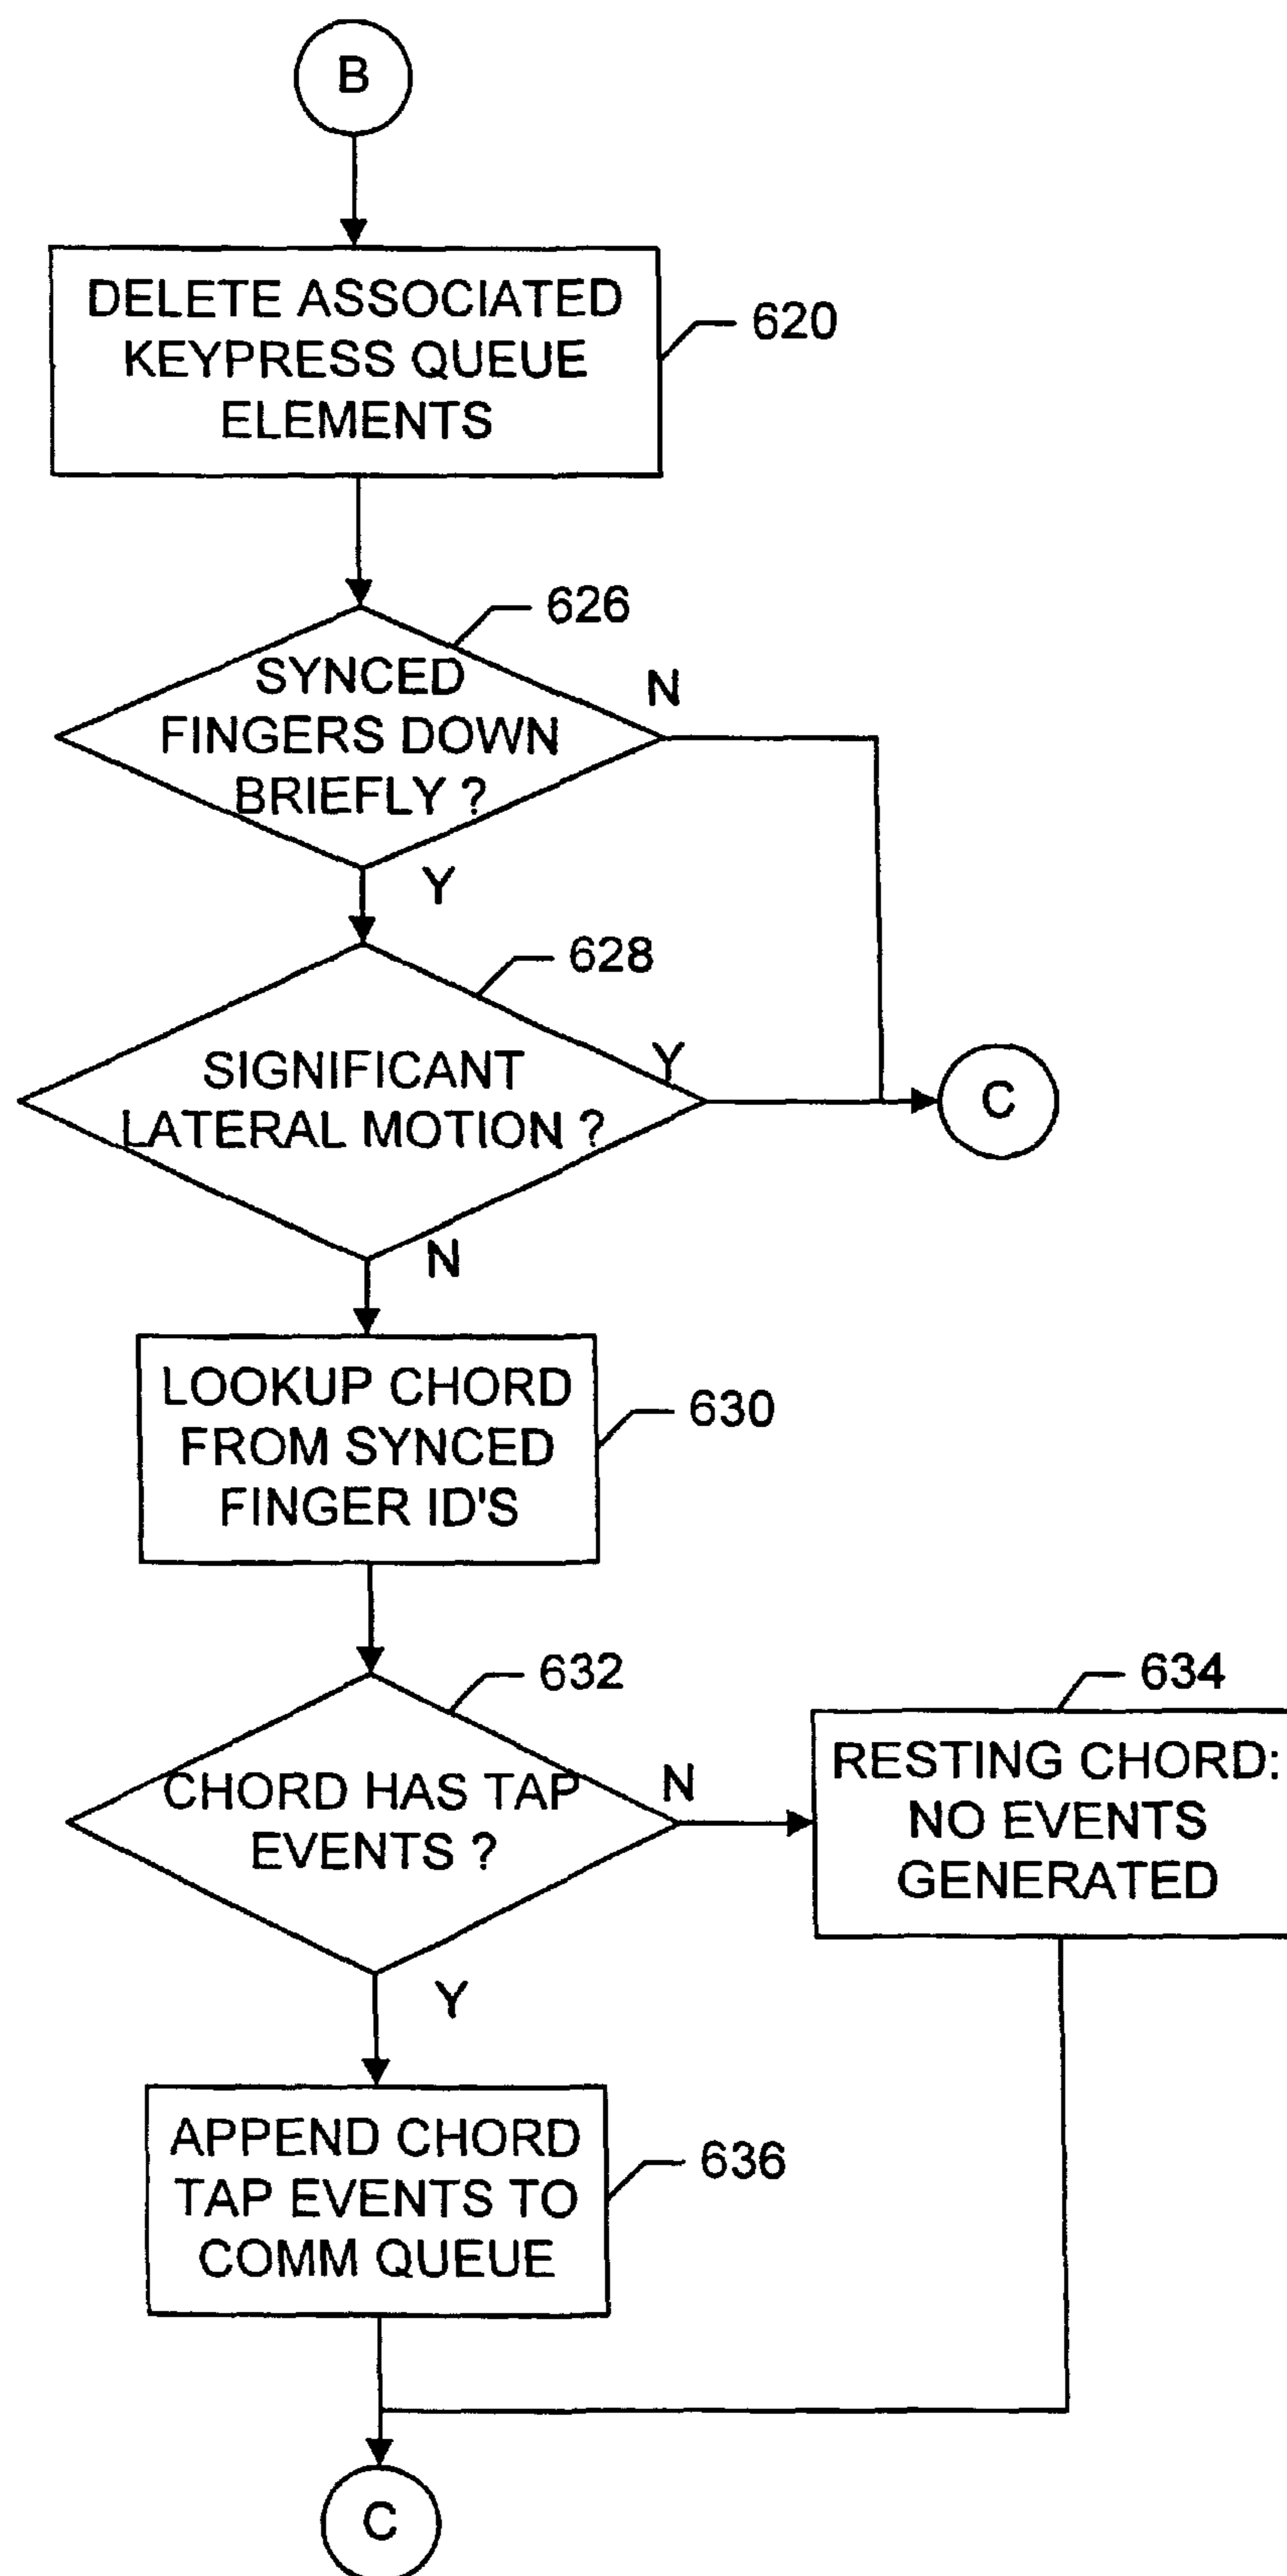 B
DELETE ASSOCIATED
KEYPRESS QUEUE
ELEMENTS
620
626
SYNCED
FINGERS DOWN
BRIEFLY ?
N
Y
628
SIGNIFICANT
LATERAL MOTION ?
Y
C
N
LOOKUP CHORD
FROM SYNCED
FINGER ID'S
630
632
CHORD HAS TAP
EVENTS ?
N
634
RESTING CHORD:
NO EVENTS
GENERATED
Y
APPEND CHORD
TAP EVENTS TO
COMM QUEUE
636
C